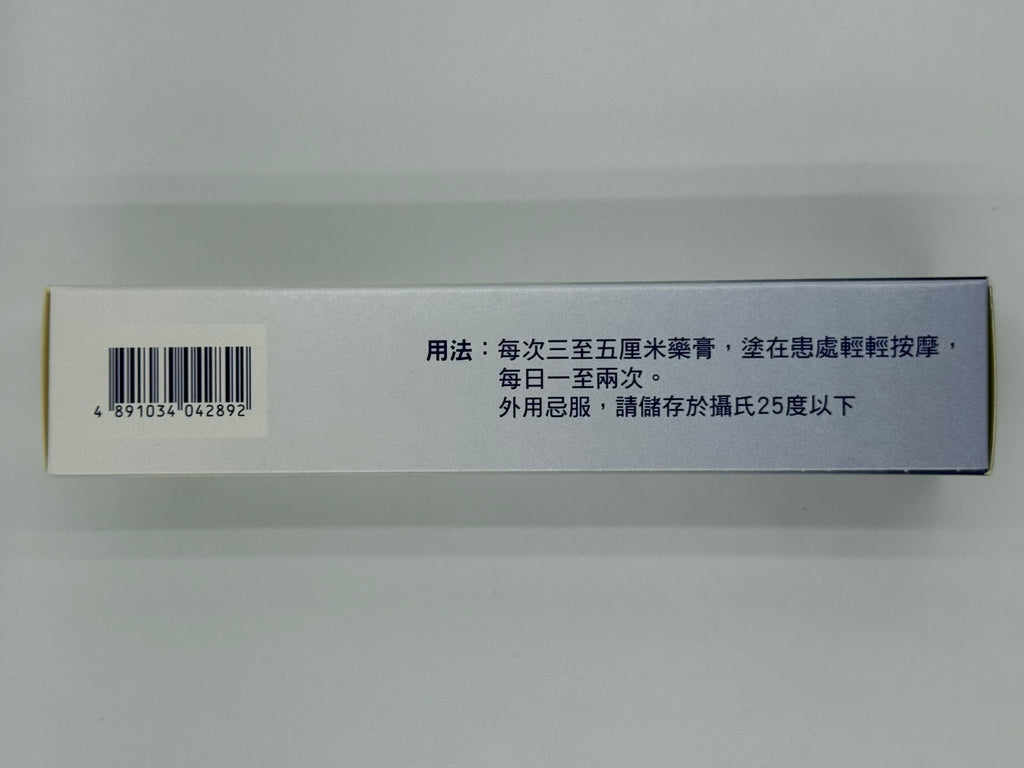 用法：每次三至五厘米藥膏，塗在患處輕輕按摩，
每日一至兩次。
外用忌服，請儲存於攝氏25度以下
4 891034 042892